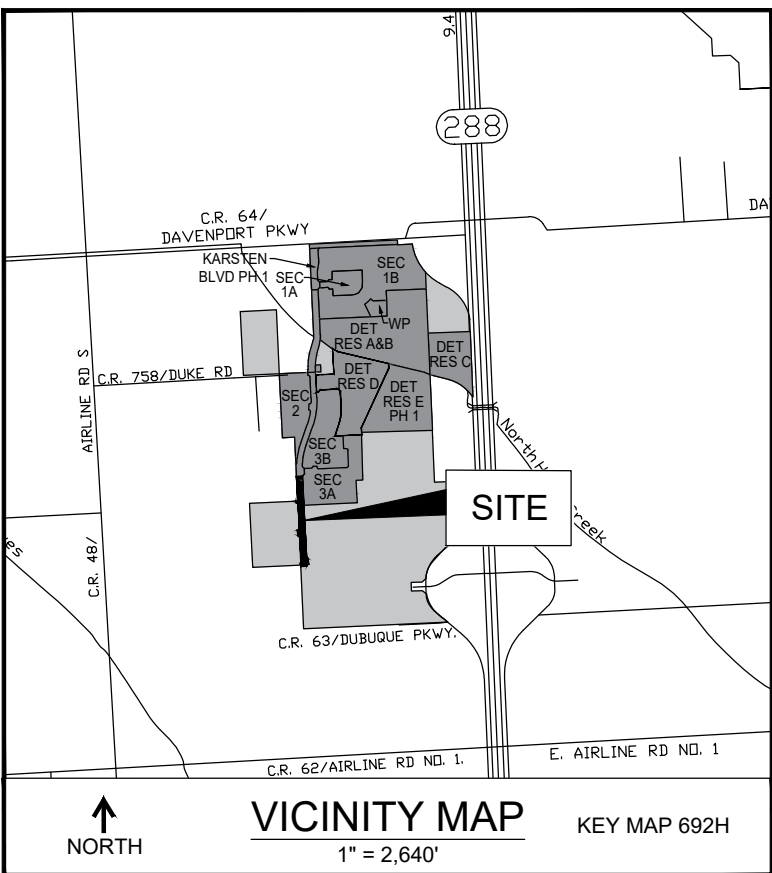 9.4
288
DA
C.R. 64/
DAVENPORT PKWY
KARSTEN
BLVD PH 1
SEC
1A
SEC
1B
WP
DET
RES A&B
DET
RES C
DET
RES D
DET
RES E
PH 1
C.R. 758/DUKE RD
AIRLINE RD S
C.R. 48/
SEC
2
SEC
3B
SEC
3A
SITE
North H
Creek
es
C.R. 63/DUBUQUE PKWY.
C.R. 62/AIRLINE RD NO. 1.
E. AIRLINE RD NO. 1
NORTH
VICINITY MAP
1" = 2,640'
KEY MAP 692H